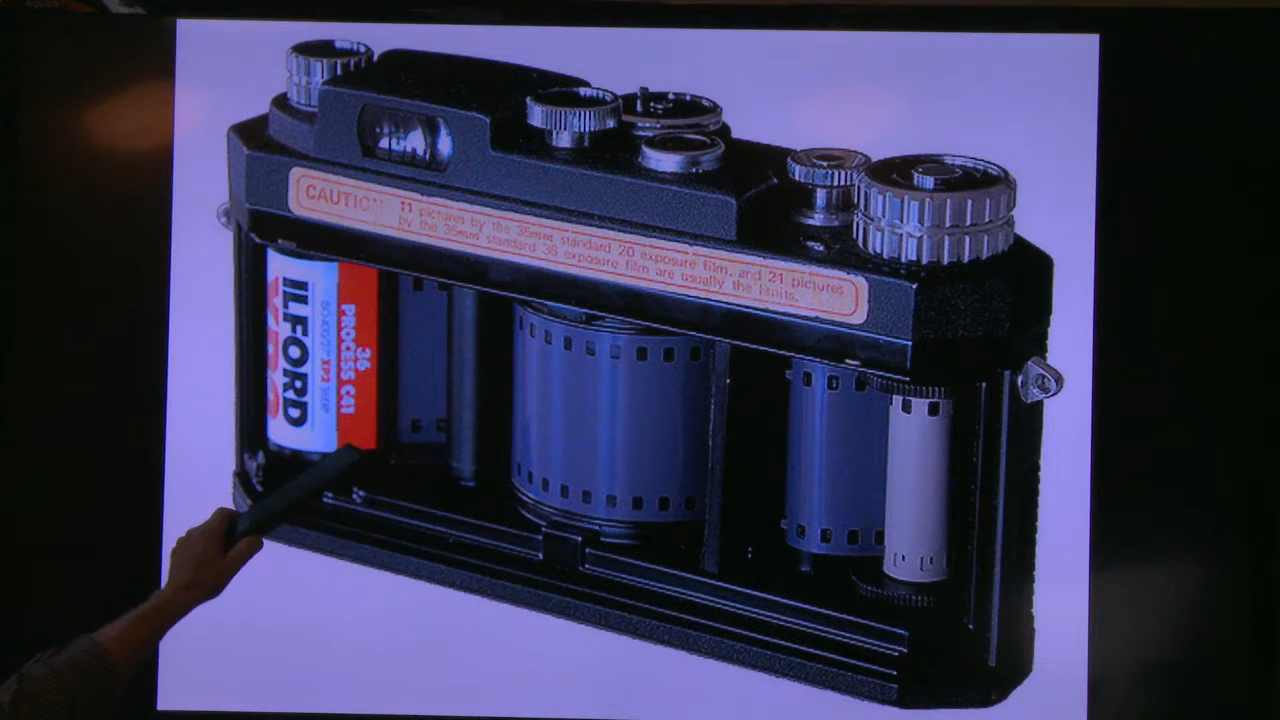 CAUTION 11 pictures by the 35mm standard 20 exposure film, and 21 pictures
by the 35mm standard 36 exposure film are usually the limits.
ILFORD
XP2
36
PROCESS C41